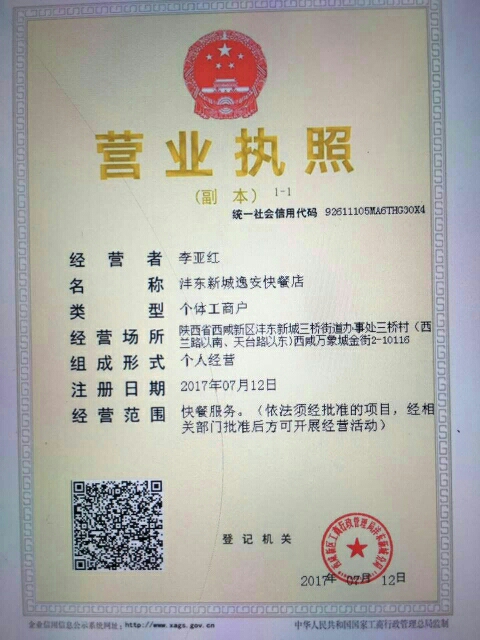 营业执照
（副 本） 1-1
统一社会信用代码 92611105MA6THG30X4
经营者 李亚红
名称 沣东新城逸安快餐店
类型 个体工商户
经营场所 陕西省西咸新区沣东新城三桥街道办事处三桥村（西
兰路以南、天台路以东)西咸万象城金街2-10116
组成形式 个人经营
注册日期 2017年07月12日
经营范围 快餐服务。（依法须经批准的项目，经相
关部门批准后方可开展经营活动）
登记机关
2017年 07月 12日
企业信用信息公示系统网址：http://www.xags.gov.cn
中华人民共和国国家工商行政管理总局监制